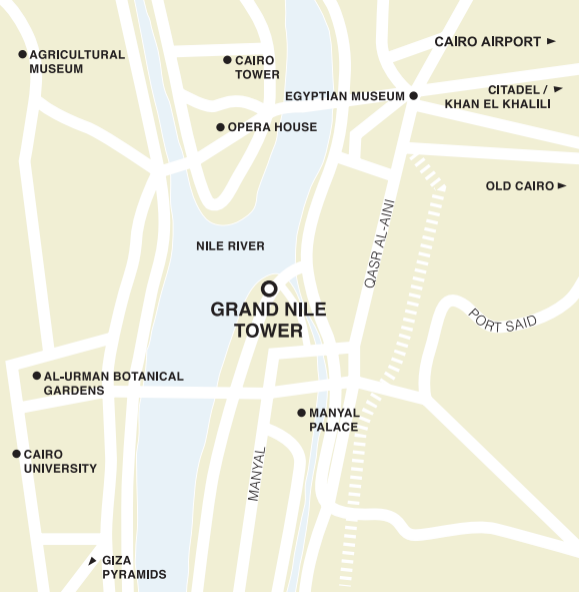 AGRICULTURAL
MUSEUM
CAIRO
TOWER
CAIRO AIRPORT
EGYPTIAN MUSEUM
CITADEL /
KHAN EL KHALILI
OPERA HOUSE
OLD CAIRO
NILE RIVER
QASR AL-AINI
GRAND NILE
TOWER
PORT SAID
AL-URMAN BOTANICAL
GARDENS
MANYAL
PALACE
CAIRO
UNIVERSITY
MANYAL
GIZA
PYRAMIDS